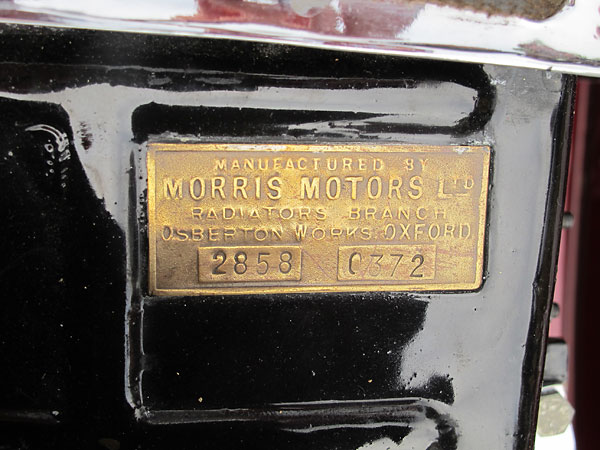 MANUFACTURED BY
MORRIS MOTORS LTD
RADIATORS BRANCH
OSBERTON WORKS. OXFORD
2858 C372